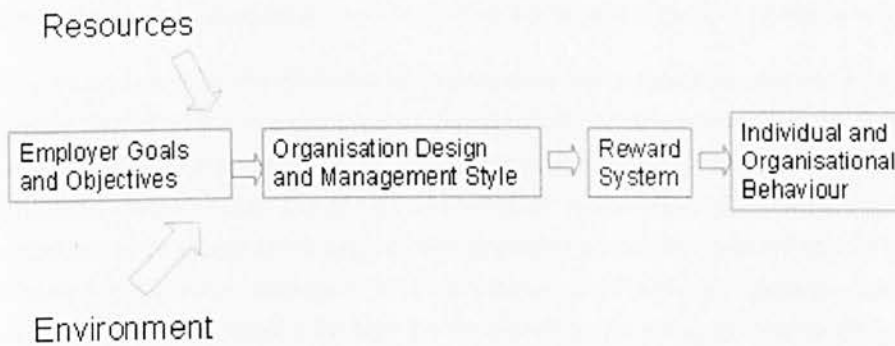 Resources
Employer Goals
and Objectives
Organisation Design
and Management Style
Reward
System
Individual and
Organisational
Behaviour
Environment